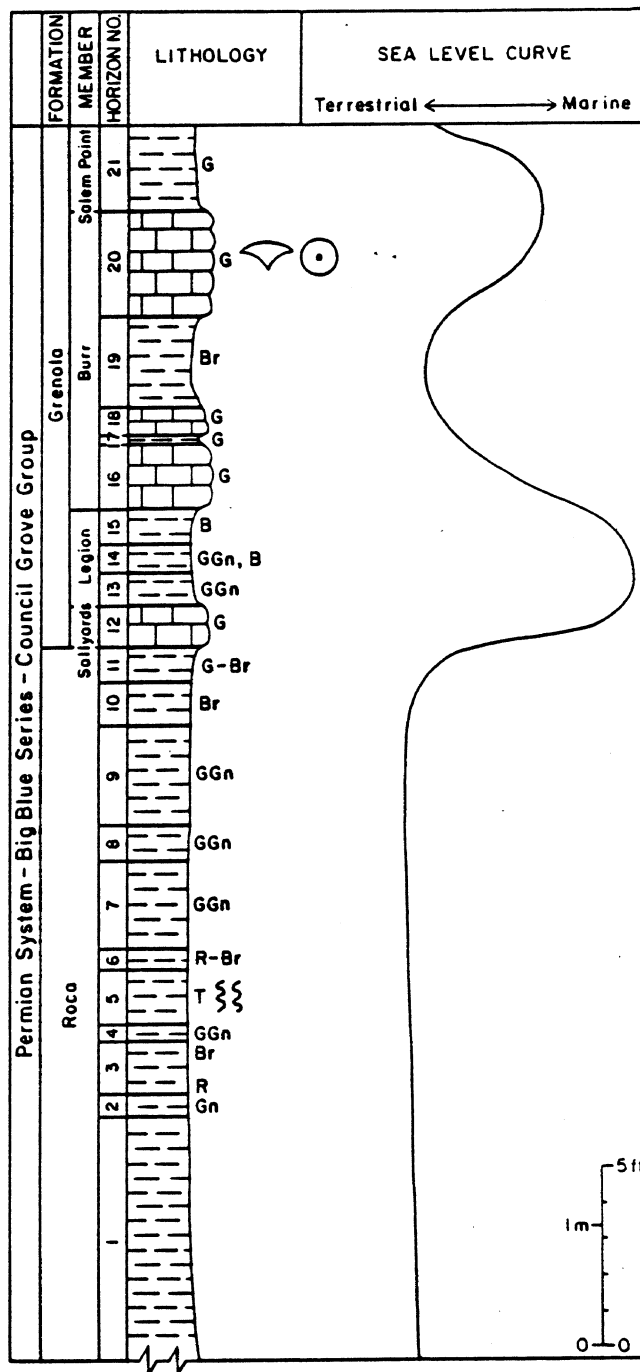 FORMATION
MEMBER
HORIZON NO.
LITHOLOGY
SEA LEVEL CURVE
Terrestrial ⟷ Marine
Permian System - Big Blue Series - Council Grove Group
Grenola
Roca
Salem Point
Burr
Legion
Sallyards
21 G
20 G
19 Br
18 G
17 G
16 G
15 B
14 GGn, B
13 GGn
12 G
11 G-Br
10 Br
9 GGn
8 GGn
7 GGn
6 R-Br
5 T
4 GGn
3 Br
R
2 Gn
1
5 ft
1m
0 0